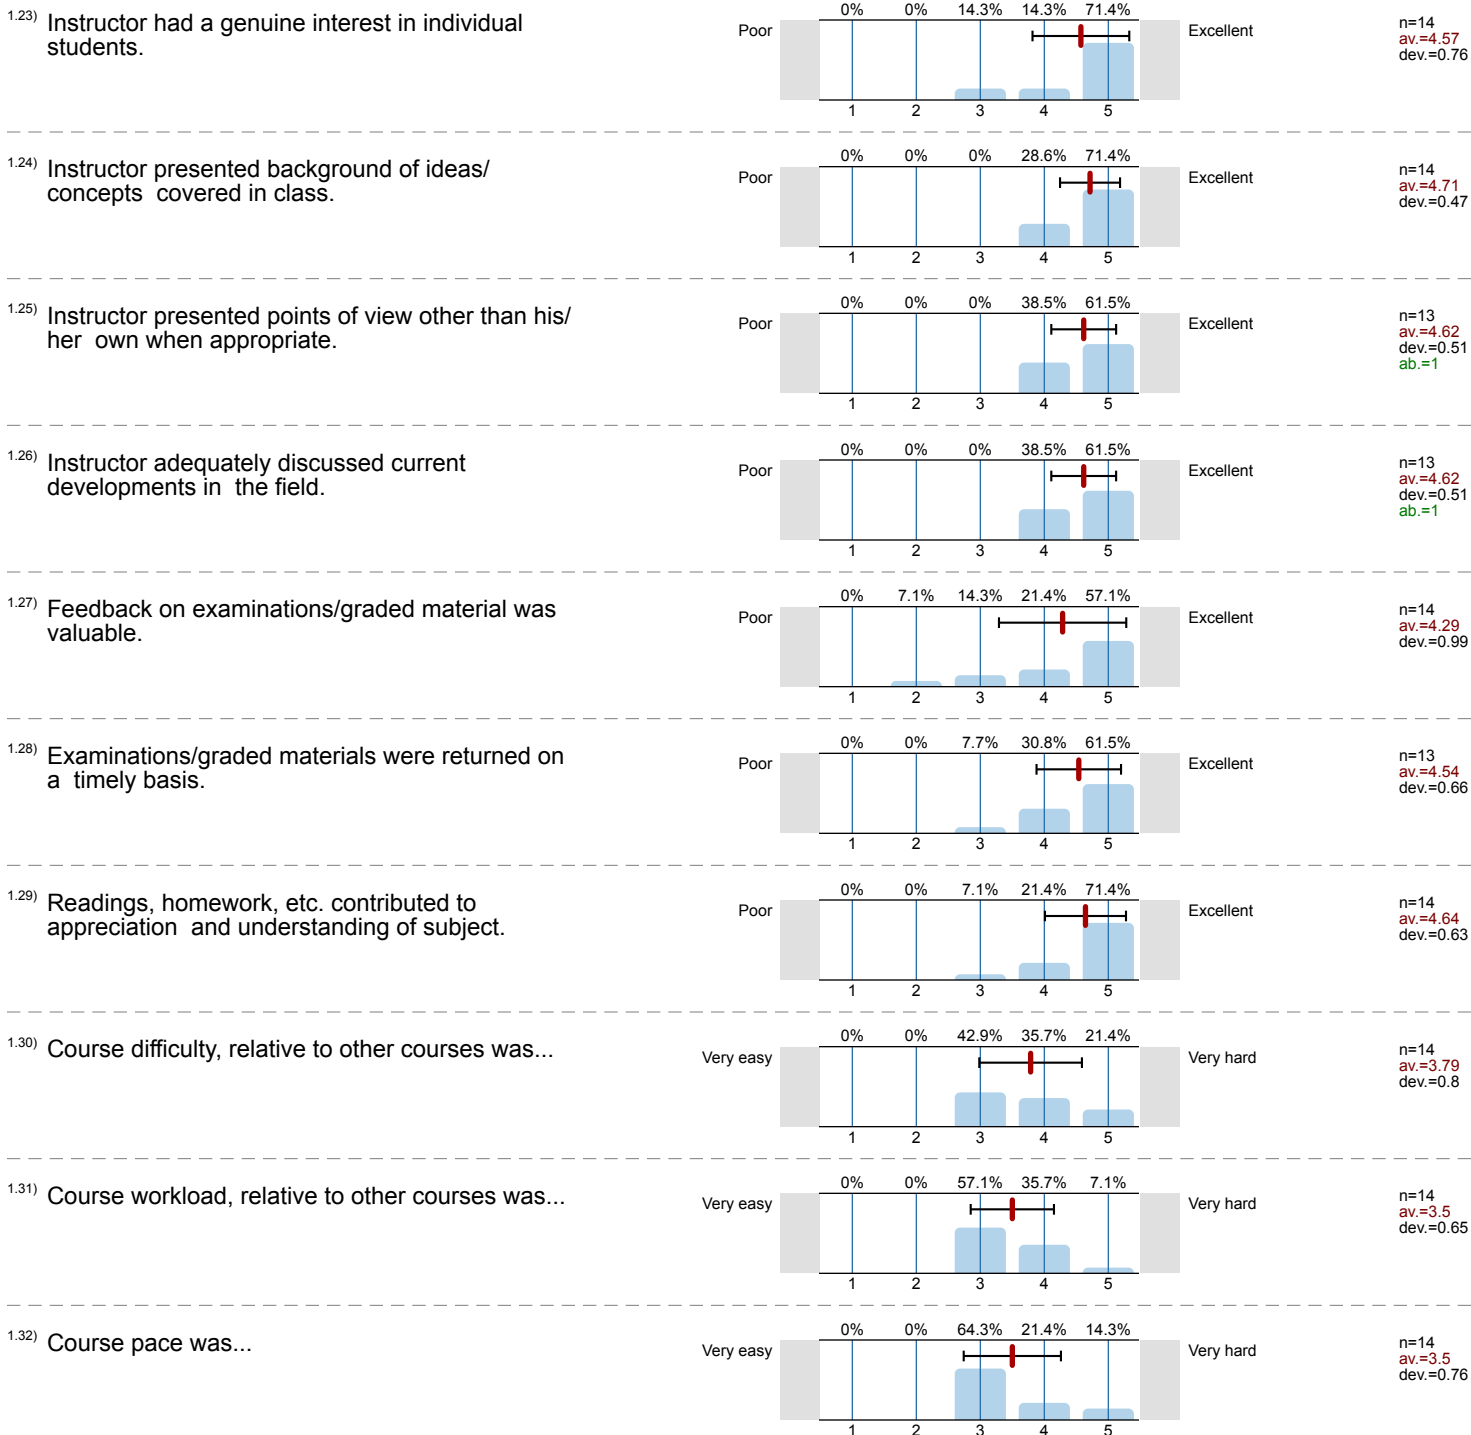 1.23) Instructor had a genuine interest in individual
students.
0% 0% 14.3% 14.3% 71.4%
Poor
Excellent
1 2 3 4 5
n=14
av.=4.57
dev.=0.76
1.24) Instructor presented background of ideas/
concepts covered in class.
0% 0% 0% 28.6% 71.4%
Poor
Excellent
1 2 3 4 5
n=14
av.=4.71
dev.=0.47
1.25) Instructor presented points of view other than his/
her own when appropriate.
0% 0% 0% 38.5% 61.5%
Poor
Excellent
1 2 3 4 5
n=13
av.=4.62
dev.=0.51
ab.=1
1.26) Instructor adequately discussed current
developments in the field.
0% 0% 0% 38.5% 61.5%
Poor
Excellent
1 2 3 4 5
n=13
av.=4.62
dev.=0.51
ab.=1
1.27) Feedback on examinations/graded material was
valuable.
0% 7.1% 14.3% 21.4% 57.1%
Poor
Excellent
1 2 3 4 5
n=14
av.=4.29
dev.=0.99
1.28) Examinations/graded materials were returned on
a timely basis.
0% 0% 7.7% 30.8% 61.5%
Poor
Excellent
1 2 3 4 5
n=13
av.=4.54
dev.=0.66
1.29) Readings, homework, etc. contributed to
appreciation and understanding of subject.
0% 0% 7.1% 21.4% 71.4%
Poor
Excellent
1 2 3 4 5
n=14
av.=4.64
dev.=0.63
1.30) Course difficulty, relative to other courses was...
0% 0% 42.9% 35.7% 21.4%
Very easy
Very hard
1 2 3 4 5
n=14
av.=3.79
dev.=0.8
1.31) Course workload, relative to other courses was...
0% 0% 57.1% 35.7% 7.1%
Very easy
Very hard
1 2 3 4 5
n=14
av.=3.5
dev.=0.65
1.32) Course pace was...
0% 0% 64.3% 21.4% 14.3%
Very easy
Very hard
1 2 3 4 5
n=14
av.=3.5
dev.=0.76